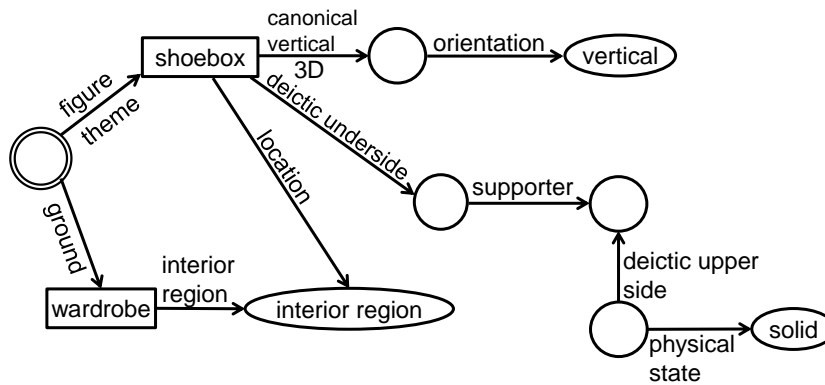 canonical
vertical
3D
shoebox
orientation
vertical
figure
theme
deictic underside
location
supporter
ground
interior
region
wardrobe
interior region
deictic upper
side
physical
state
solid